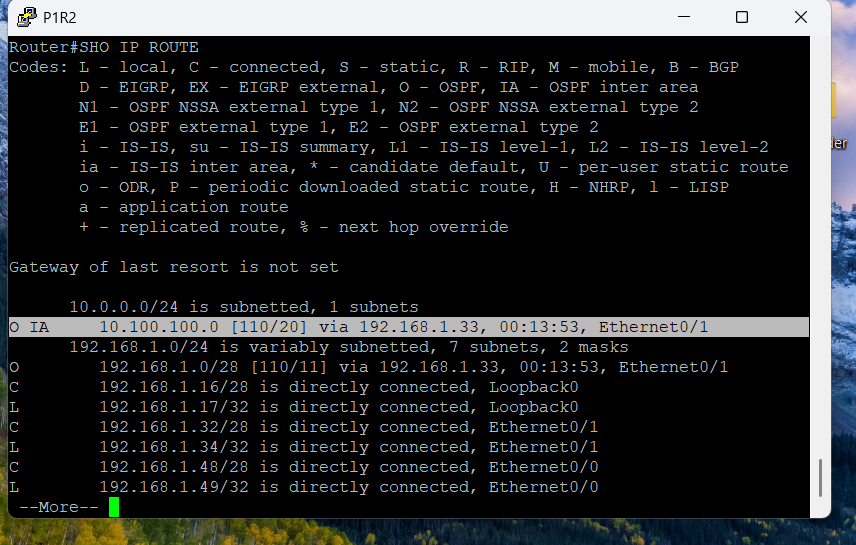 P1R2
Router#SHO IP ROUTE
Codes: L - local, C - connected, S - static, R - RIP, M - mobile, B - BGP
D - EIGRP, EX - EIGRP external, O - OSPF, IA - OSPF inter area
N1 - OSPF NSSA external type 1, N2 - OSPF NSSA external type 2
E1 - OSPF external type 1, E2 - OSPF external type 2
i - IS-IS, su - IS-IS summary, L1 - IS-IS level-1, L2 - IS-IS level-2
ia - IS-IS inter area, * - candidate default, U - per-user static route
o - ODR, P - periodic downloaded static route, H - NHRP, l - LISP
a - application route
+ - replicated route, % - next hop override
Gateway of last resort is not set
10.0.0.0/24 is subnetted, 1 subnets
O IA 10.100.100.0 [110/20] via 192.168.1.33, 00:13:53, Ethernet0/1
192.168.1.0/24 is variably subnetted, 7 subnets, 2 masks
O 192.168.1.0/28 [110/11] via 192.168.1.33, 00:13:53, Ethernet0/1
C 192.168.1.16/28 is directly connected, Loopback0
L 192.168.1.17/32 is directly connected, Loopback0
C 192.168.1.32/28 is directly connected, Ethernet0/1
L 192.168.1.34/32 is directly connected, Ethernet0/1
C 192.168.1.48/28 is directly connected, Ethernet0/0
L 192.168.1.49/32 is directly connected, Ethernet0/0
--More--